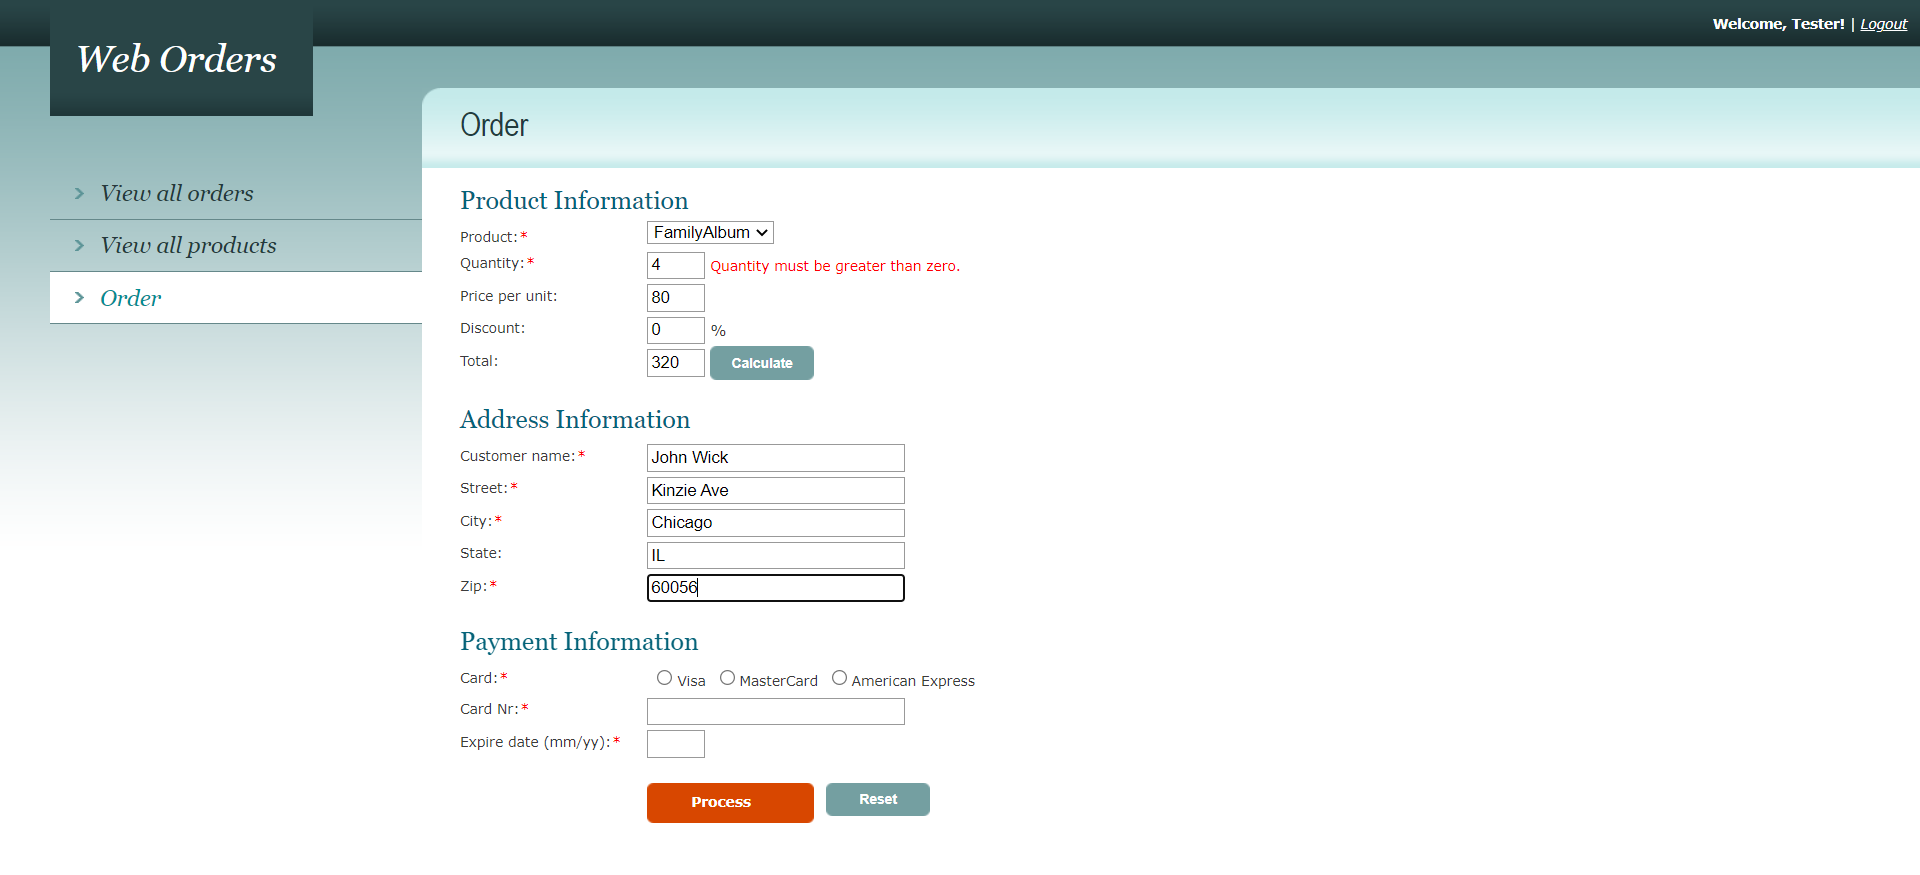 Welcome, Tester! | Logout
Web Orders
View all orders
View all products
Order
Order
Product Information
Product:* FamilyAlbum
Quantity:* 4 Quantity must be greater than zero.
Price per unit: 80
Discount: 0 %
Total: 320 Calculate
Address Information
Customer name:* John Wick
Street:* Kinzie Ave
City:* Chicago
State: IL
Zip:* 60056
Payment Information
Card:* Visa MasterCard American Express
Card Nr:*
Expire date (mm/yy):*
Process Reset